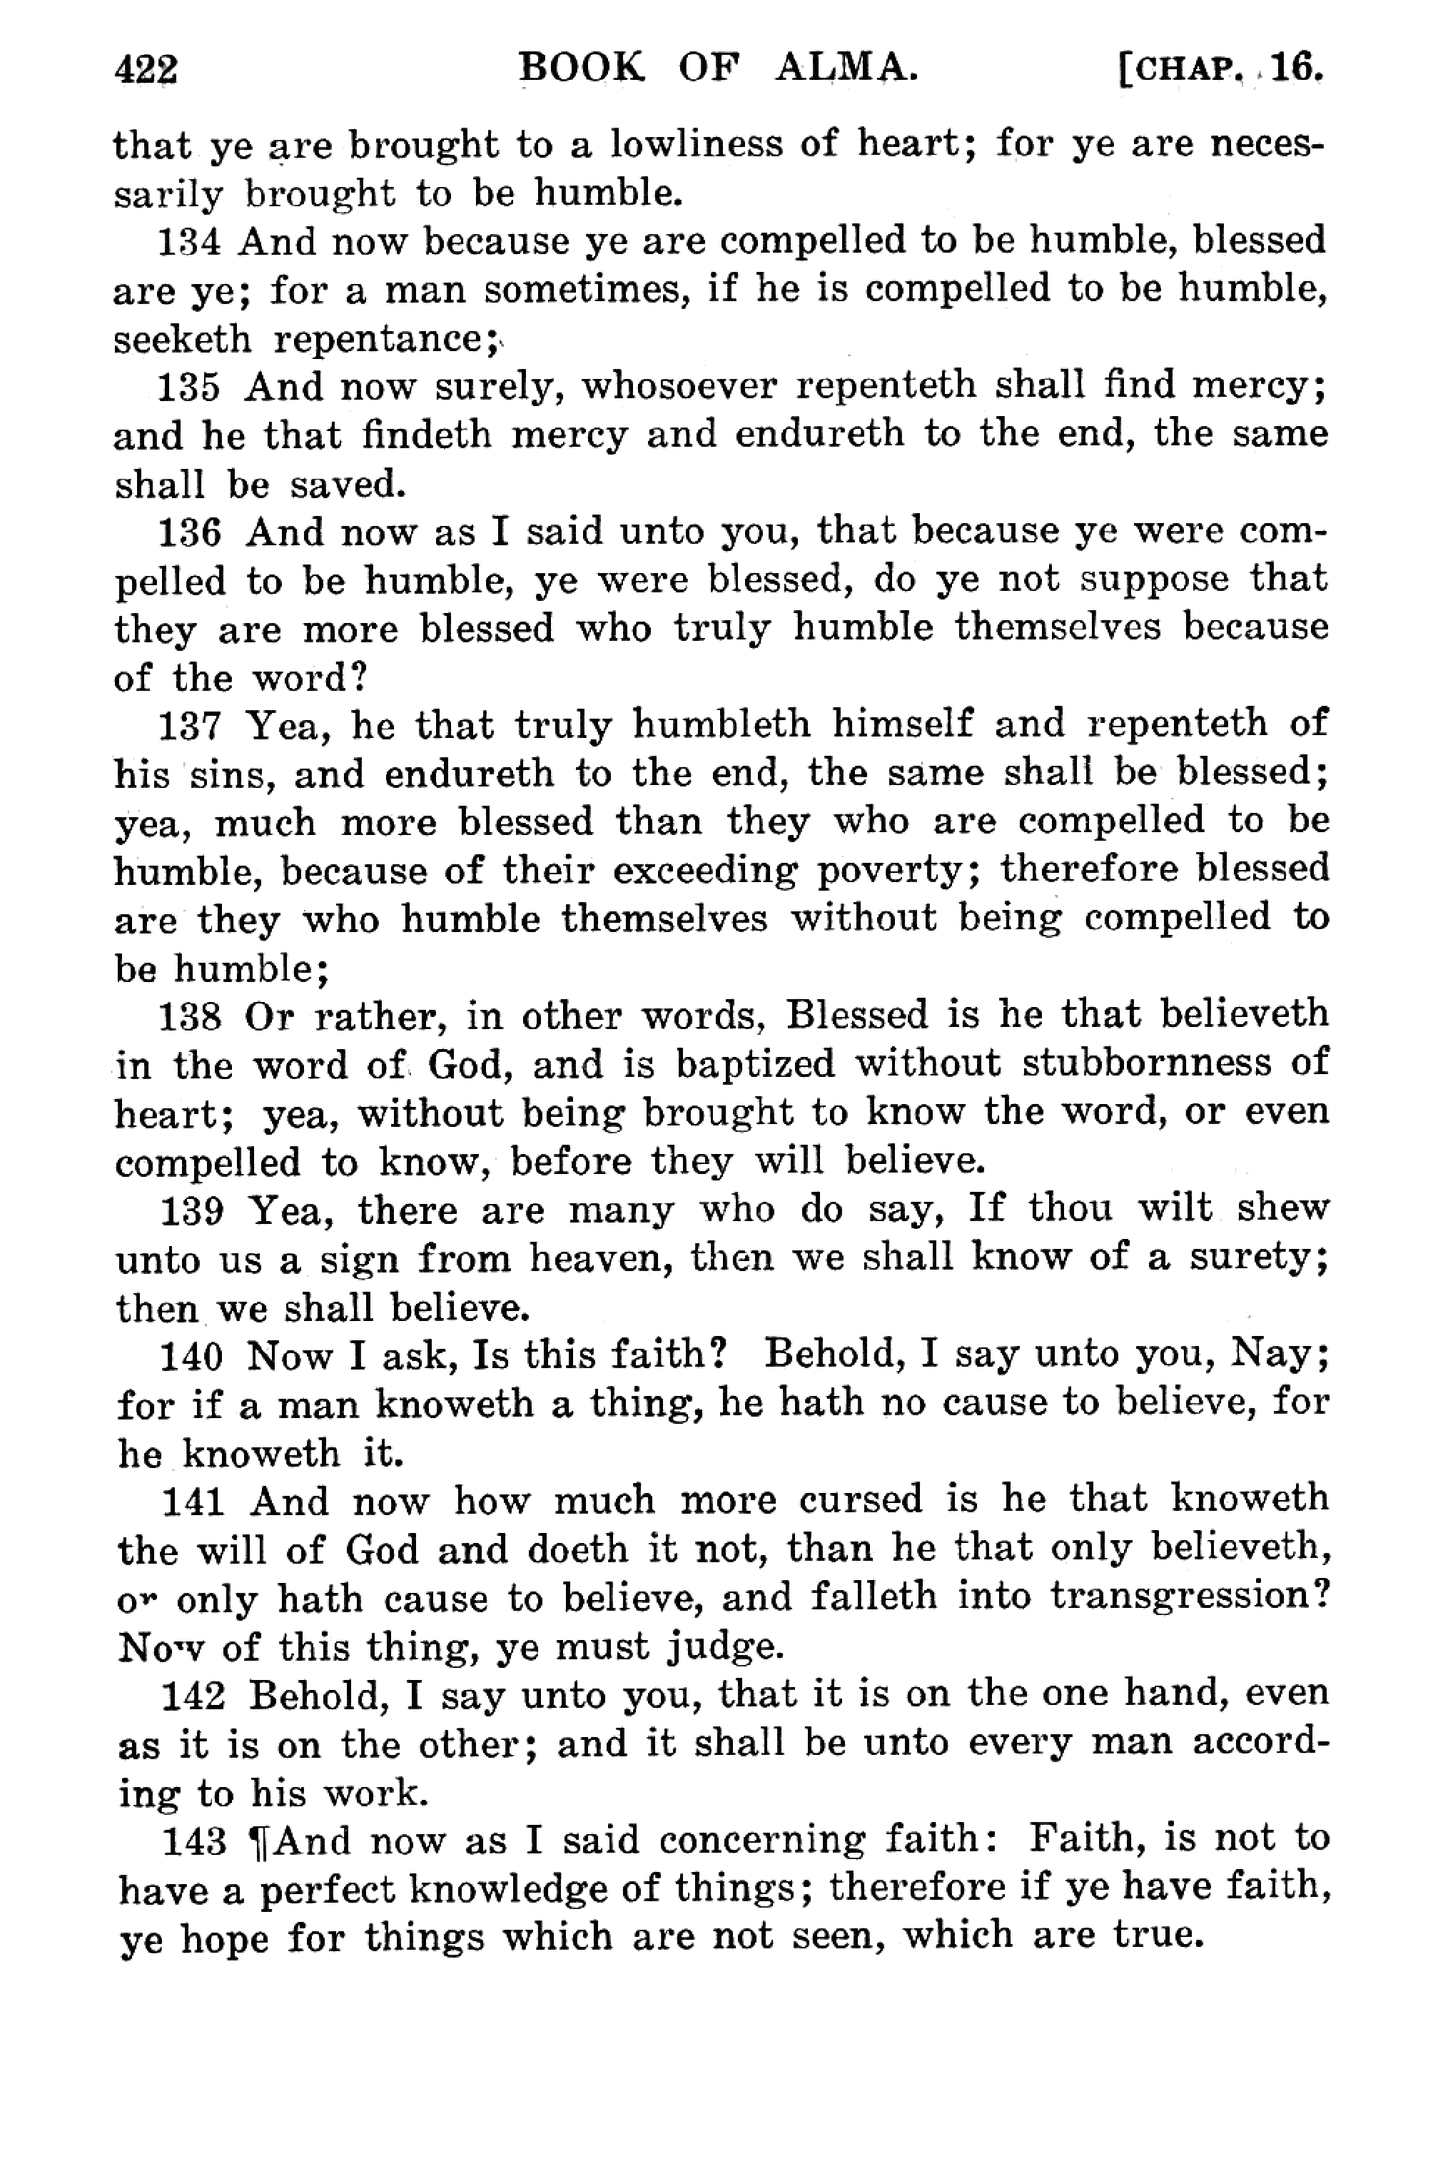 422 BOOK OF ALMA. [CHAP. 16.
that ye are brought to a lowliness of heart; for ye are neces-
sarily brought to be humble.
134 And now because ye are compelled to be humble, blessed
are ye; for a man sometimes, if he is compelled to be humble,
seeketh repentance;
135 And now surely, whosoever repenteth shall find mercy;
and he that findeth mercy and endureth to the end, the same
shall be saved.
136 And now as I said unto you, that because ye were com-
pelled to be humble, ye were blessed, do ye not suppose that
they are more blessed who truly humble themselves because
of the word?
137 Yea, he that truly humbleth himself and repenteth of
his sins, and endureth to the end, the same shall be blessed;
yea, much more blessed than they who are compelled to be
humble, because of their exceeding poverty; therefore blessed
are they who humble themselves without being compelled to
be humble;
138 Or rather, in other words, Blessed is he that believeth
in the word of God, and is baptized without stubbornness of
heart; yea, without being brought to know the word, or even
compelled to know, before they will believe.
139 Yea, there are many who do say, If thou wilt shew
unto us a sign from heaven, then we shall know of a surety;
then we shall believe.
140 Now I ask, Is this faith? Behold, I say unto you, Nay;
for if a man knoweth a thing, he hath no cause to believe, for
he knoweth it.
141 And now how much more cursed is he that knoweth
the will of God and doeth it not, than he that only believeth,
or only hath cause to believe, and falleth into transgression?
Now of this thing, ye must judge.
142 Behold, I say unto you, that it is on the one hand, even
as it is on the other; and it shall be unto every man accord-
ing to his work.
143 ¶And now as I said concerning faith: Faith, is not to
have a perfect knowledge of things; therefore if ye have faith,
ye hope for things which are not seen, which are true.